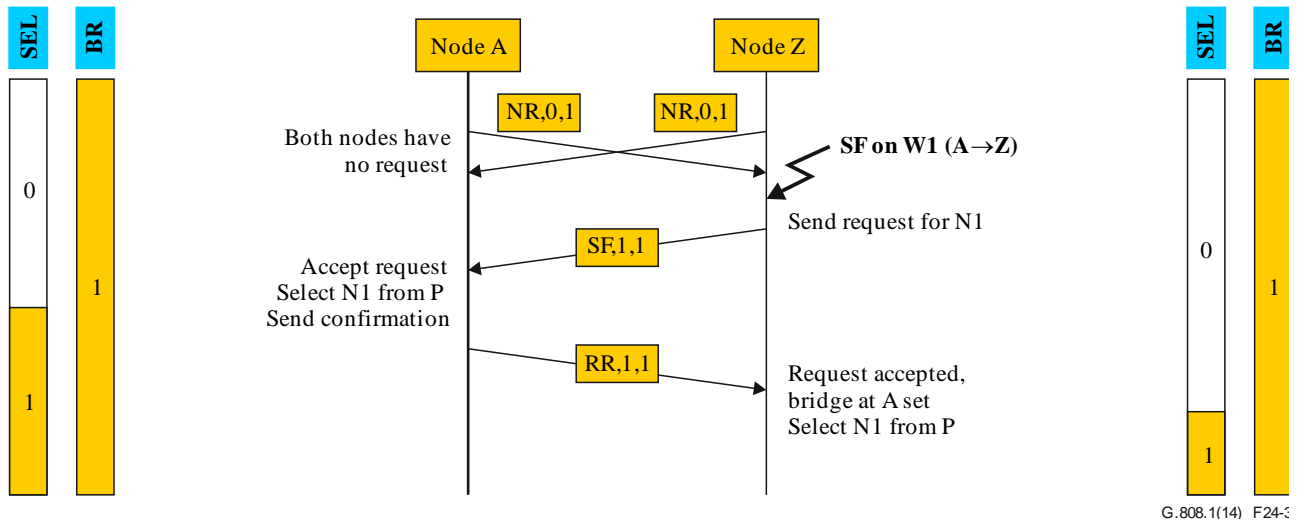 SEL
BR
Node A
Node Z
SEL
BR
NR,0,1
NR,0,1
Both nodes have
no request
SF on W1 (A→Z)
0
1
Send request for N1
SF,1,1
0
1
Accept request
Select N1 from P
Send confirmation
RR,1,1
Request accepted,
bridge at A set
Select N1 from P
1
1
G.808.1(14) F24-3